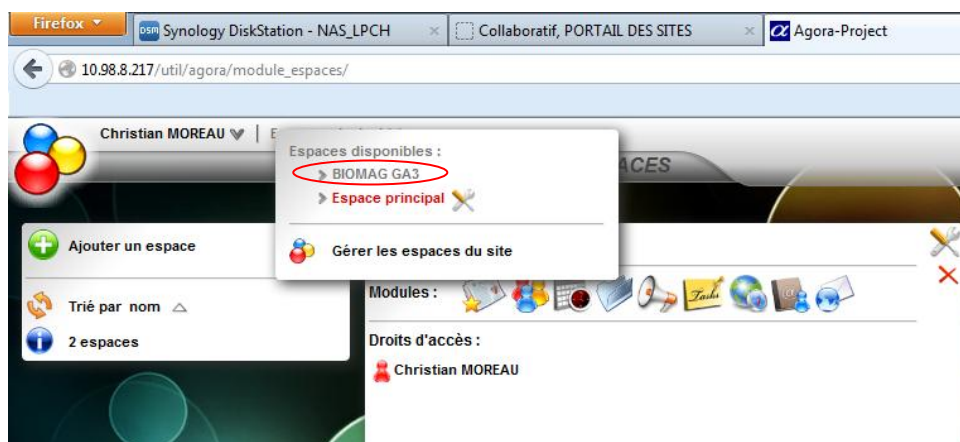 Firefox
DSM Synology DiskStation - NAS_LPCH
Collaboratif, PORTAIL DES SITES
Agora-Project
10.98.8.217/util/agora/module_espaces/
Christian MOREAU
Espaces disponibles :
BIOMAG GA3
ACES
Espace principal
Ajouter un espace
Gérer les espaces du site
Trié par nom
Modules :
Tasks
2 espaces
Droits d'accès :
Christian MOREAU